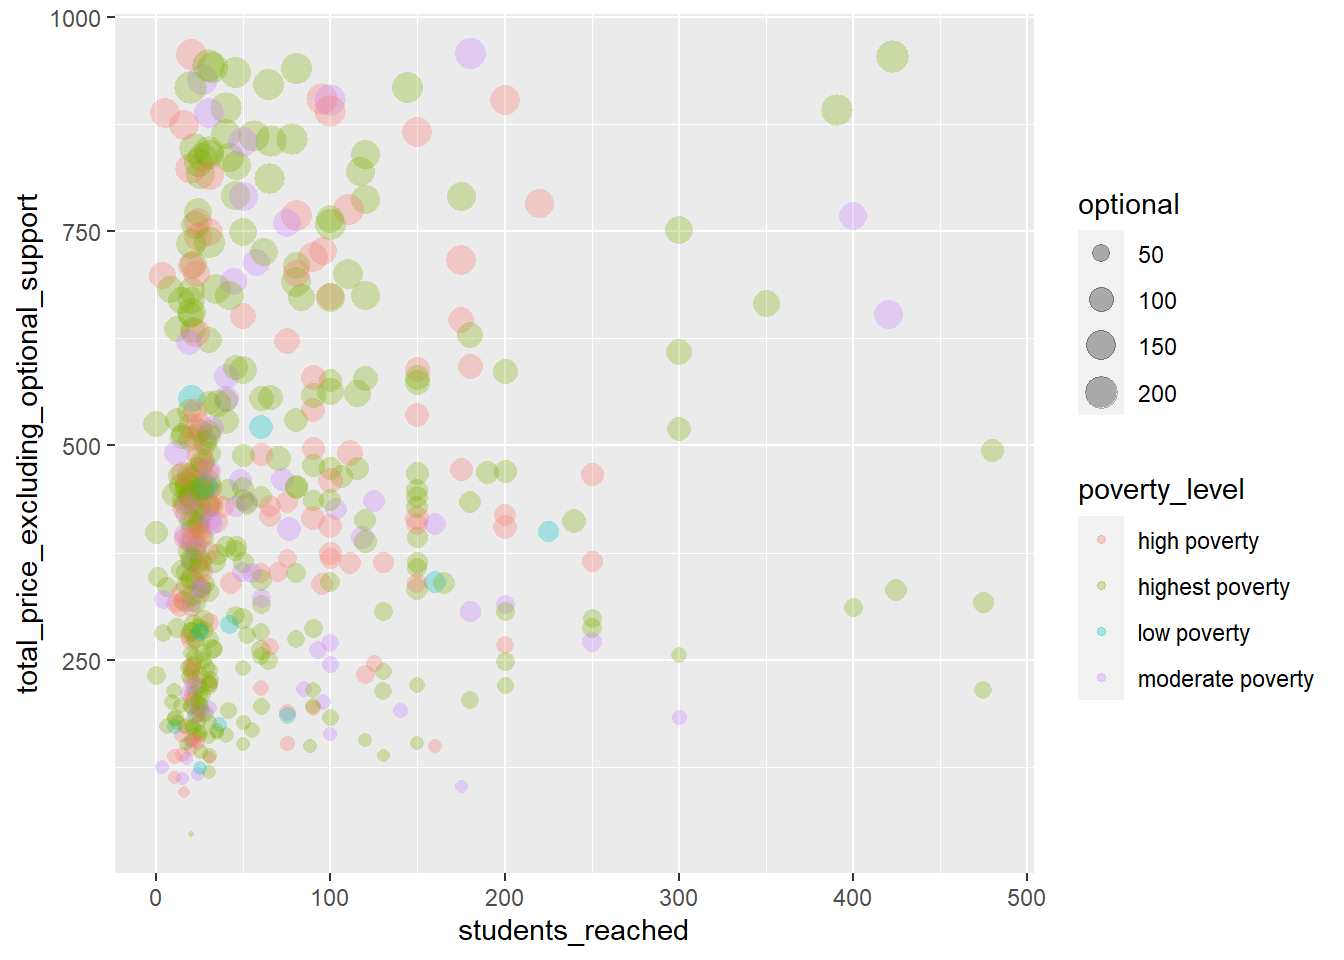 1000
750
500
250
0
100
200
300
400
500
students_reached
total_price_excluding_optional_support
optional
50
100
150
200
poverty_level
high poverty
highest poverty
low poverty
moderate poverty